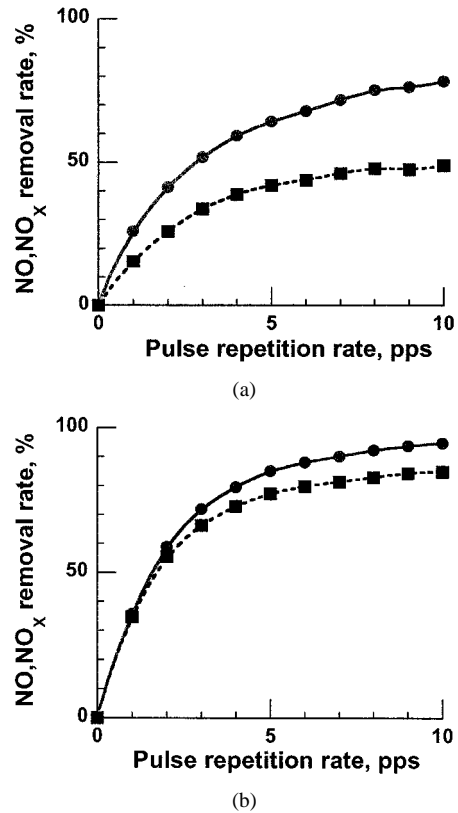 100
50
0
NO,NOX removal rate, %
0 5 10
Pulse repetition rate, pps
(a)
100
50
0
NO,NOX removal rate, %
0 5 10
Pulse repetition rate, pps
(b)